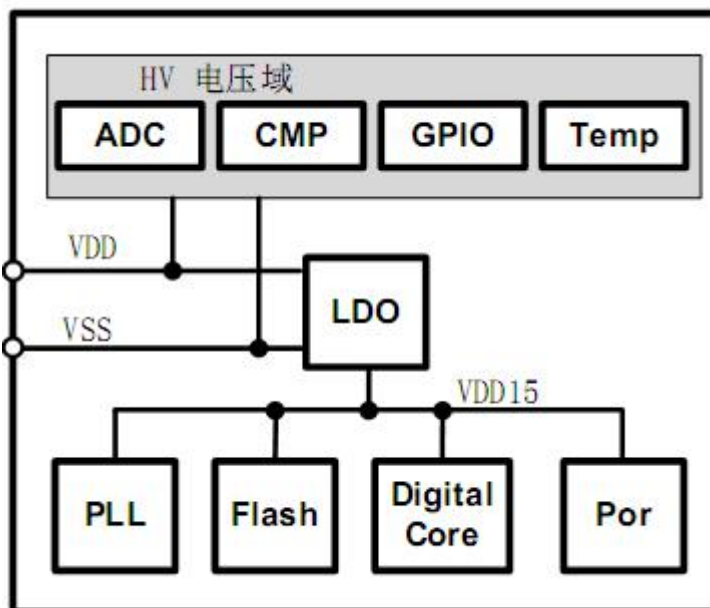 HV 电压域
ADC
CMP
GPIO
Temp
VDD
LDO
VSS
VDD15
PLL
Flash
Digital
Core
Por